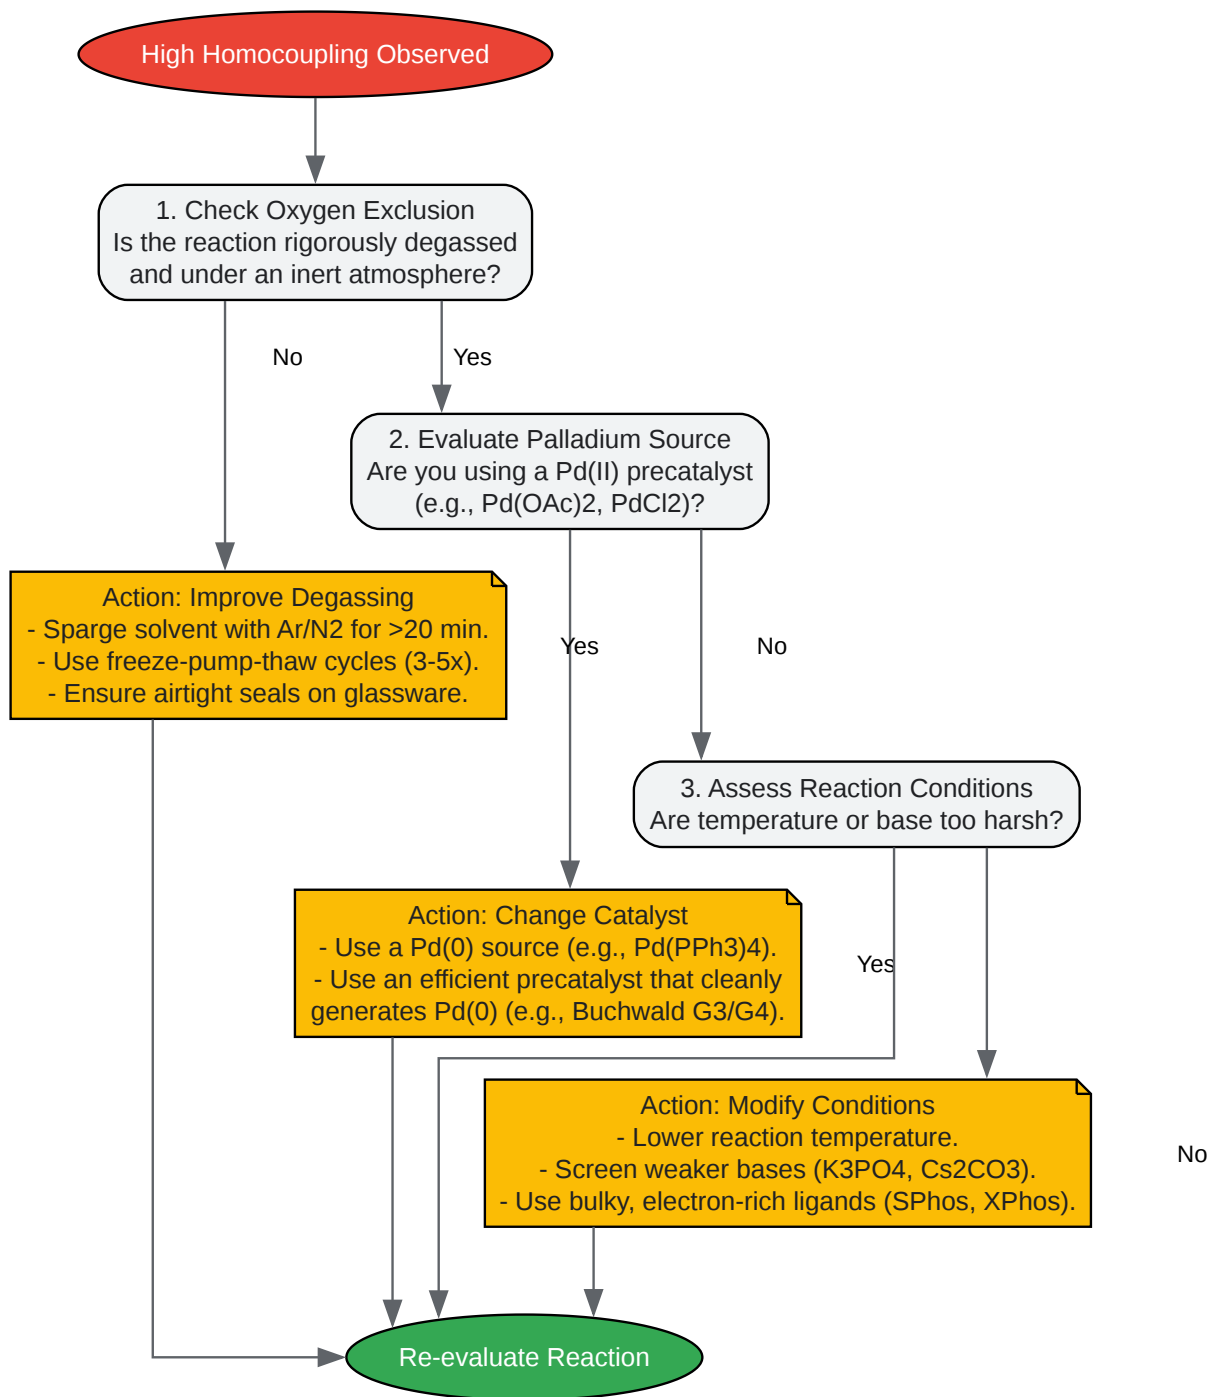 High Homocoupling Observed
1. Check Oxygen Exclusion
Is the reaction rigorously degassed
and under an inert atmosphere?
No
Yes
2. Evaluate Palladium Source
Are you using a Pd(II) precatalyst
(e.g., Pd(OAc)2, PdCl2)?
Action: Improve Degassing
- Sparge solvent with Ar/N2 for >20 min.
- Use freeze-pump-thaw cycles (3-5x).
- Ensure airtight seals on glassware.
Yes
No
3. Assess Reaction Conditions
Are temperature or base too harsh?
Action: Change Catalyst
- Use a Pd(0) source (e.g., Pd(PPh3)4).
- Use an efficient precatalyst that cleanly
generates Pd(0) (e.g., Buchwald G3/G4).
Yes
Action: Modify Conditions
- Lower reaction temperature.
- Screen weaker bases (K3PO4, Cs2CO3).
- Use bulky, electron-rich ligands (SPhos, XPhos).
No
Re-evaluate Reaction